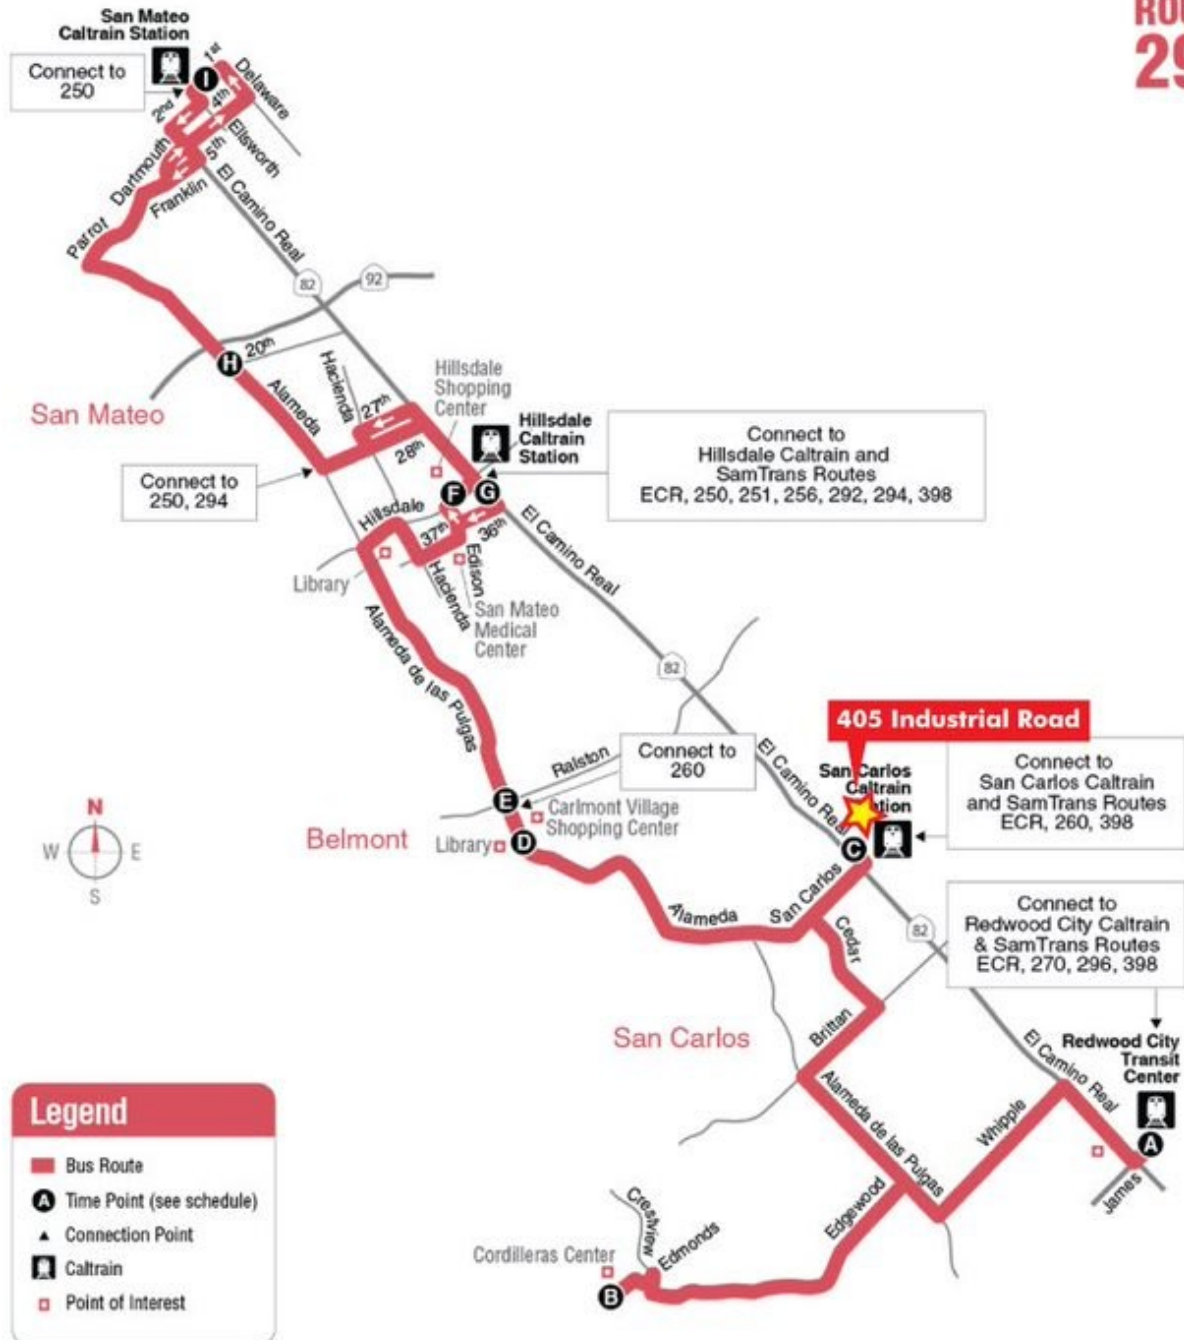 San Mateo
Caltrain Station
Connect to
250
I
1st
Delaware
2nd
4th
Ellsworth
5th
Dartmouth
Franklin
Parrot
El Camino Real
82
92
H
20th
San Mateo
Alameda
Hacienda
27th
28th
Hillsdale
Shopping
Center
Hillsdale
Caltrain
Station
Connect to
Hillsdale Caltrain and
SamTrans Routes
ECR, 250, 251, 256, 292, 294, 398
Connect to
250, 294
F
G
Hillsdale
37th
36th
Edison
Hacienda
Library
San Mateo
Medical
Center
El Camino Real
82
Alameda de las Pulgas
Ralston
Connect to
260
E
Carlmont Village
Shopping Center
Belmont
Library
D
405 Industrial Road
El Camino Real
San Carlos
Caltrain
C
Connect to
San Carlos Caltrain
and SamTrans Routes
ECR, 260, 398
N
W
E
S
Alameda
San Carlos
Cedar
82
Connect to
Redwood City Caltrain
& SamTrans Routes
ECR, 270, 296, 398
Brittan
San Carlos
El Camino Real
Redwood City
Transit
Center
A
James
Alameda de las Pulgas
Whipple
Edgewood
Crestview
Edmonds
Cordilleras Center
B
Legend
Bus Route
A
Time Point (see schedule)
Connection Point
Caltrain
Point of Interest